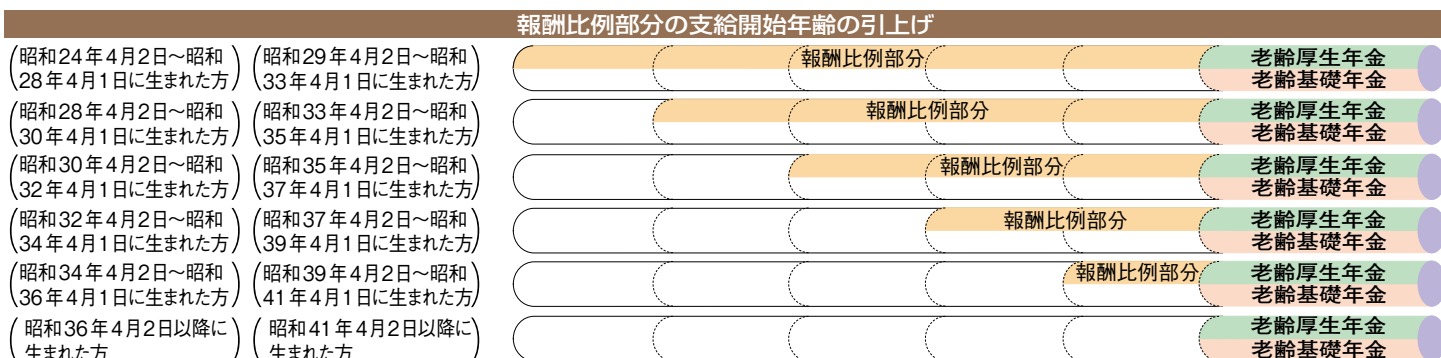 報酬比例部分の支給開始年齢の引上げ
(昭和24年4月2日～昭和
28年4月1日に生まれた方)
(昭和29年4月2日～昭和
33年4月1日に生まれた方)
報酬比例部分
老齢厚生年金
老齢基礎年金
(昭和28年4月2日～昭和
30年4月1日に生まれた方)
(昭和33年4月2日～昭和
35年4月1日に生まれた方)
報酬比例部分
老齢厚生年金
老齢基礎年金
(昭和30年4月2日～昭和
32年4月1日に生まれた方)
(昭和35年4月2日～昭和
37年4月1日に生まれた方)
報酬比例部分
老齢厚生年金
老齢基礎年金
(昭和32年4月2日～昭和
34年4月1日に生まれた方)
(昭和37年4月2日～昭和
39年4月1日に生まれた方)
報酬比例部分
老齢厚生年金
老齢基礎年金
(昭和34年4月2日～昭和
36年4月1日に生まれた方)
(昭和39年4月2日～昭和
41年4月1日に生まれた方)
報酬比例部分
老齢厚生年金
老齢基礎年金
(昭和36年4月2日以降に
生まれた方)
(昭和41年4月2日以降に
生まれた方)
老齢厚生年金
老齢基礎年金